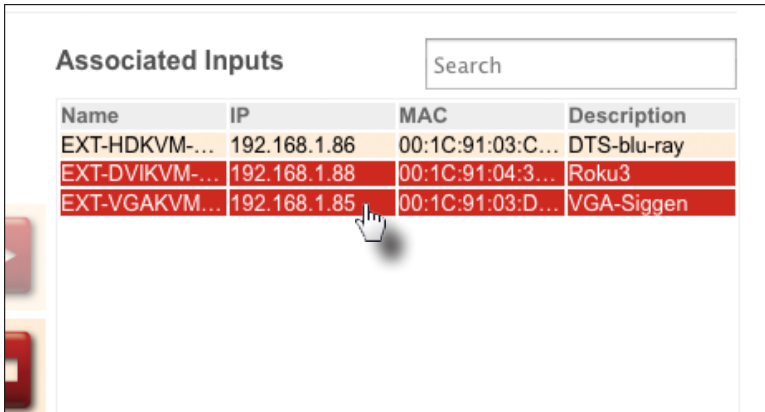 Associated Inputs Search
Name IP MAC Description
EXT-HDKVM-... 192.168.1.86 00:1C:91:03:C... DTS-blu-ray
EXT-DVIKVM-... 192.168.1.88 00:1C:91:04:3... Roku3
EXT-VGAKVM... 192.168.1.85 00:1C:91:03:D... VGA-Siggen